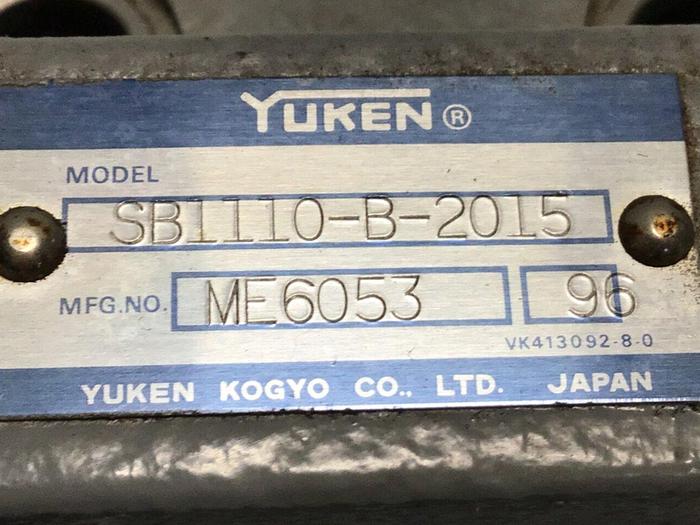 YUKEN®
MODEL
SB1110-B-2015
MFG.NO. ME6053 96
VK413092-8-0
YUKEN KOGYO CO., LTD. JAPAN